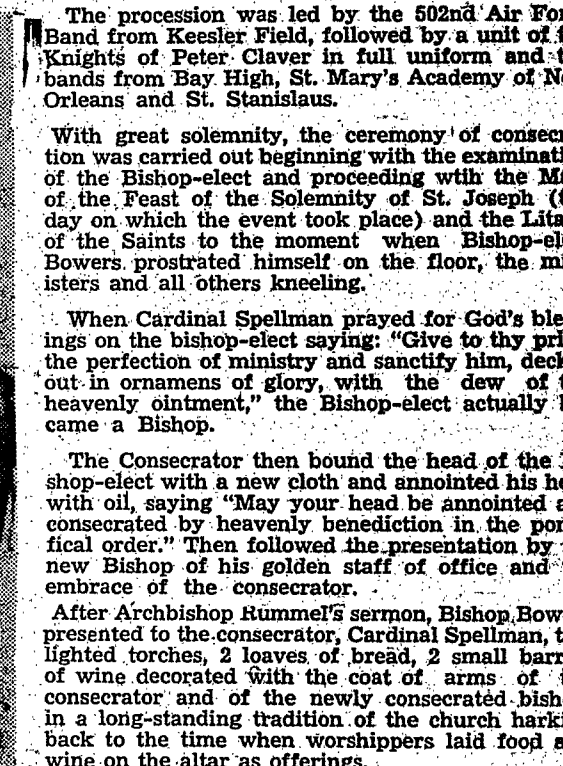 The procession was led by the 502nd Air Fo
Band from Keesler Field, followed by a unit of
Knights of Peter Claver in full uniform and
bands from Bay High, St. Mary's Academy of N
Orleans and St. Stanislaus.
With great solemnity, the ceremony of consec
tion was carried out beginning with the examinati
of the Bishop-elect and proceeding wtih the M
of the Feast of the Solemnity of St. Joseph (
day on which the event took place) and the Lita
of the Saints to the moment when Bishop-el
Bowers prostrated himself on the floor, the mi
isters and all others kneeling.
When Cardinal Spellman prayed for God's ble
ings on the bishop-elect saying: "Give to thy pri
the perfection of ministry and sanctify him, deck
out in ornamens of glory, with the dew of
heavenly ointment," the Bishop-elect actually
came a Bishop.
The Consecrator then bound the head of the
shop-elect with a new cloth and annointed his he
with oil, saying "May your head be annointed a
consecrated by heavenly benediction in the pon
fical order." Then followed the presentation by
new Bishop of his golden staff of office and
embrace of the consecrator.
After Archbishop Rummel's sermon, Bishop Bow
presented to the consecrator, Cardinal Spellman, t
lighted torches, 2 loaves of bread, 2 small barr
of wine decorated with the coat of arms of
consecrator and of the newly consecrated bish
in a long-standing tradition of the church harki
back to the time when worshippers laid food a
wine on the altar as offerings.